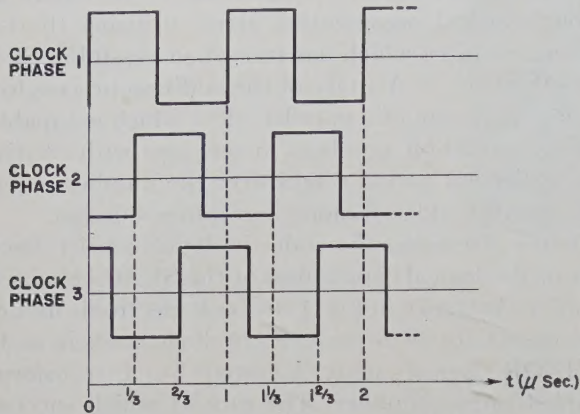 CLOCK
PHASE 1
CLOCK
PHASE 2
CLOCK
PHASE 3
0 1/3 2/3 1 1 1/3 1 2/3 2 t (μ Sec.)